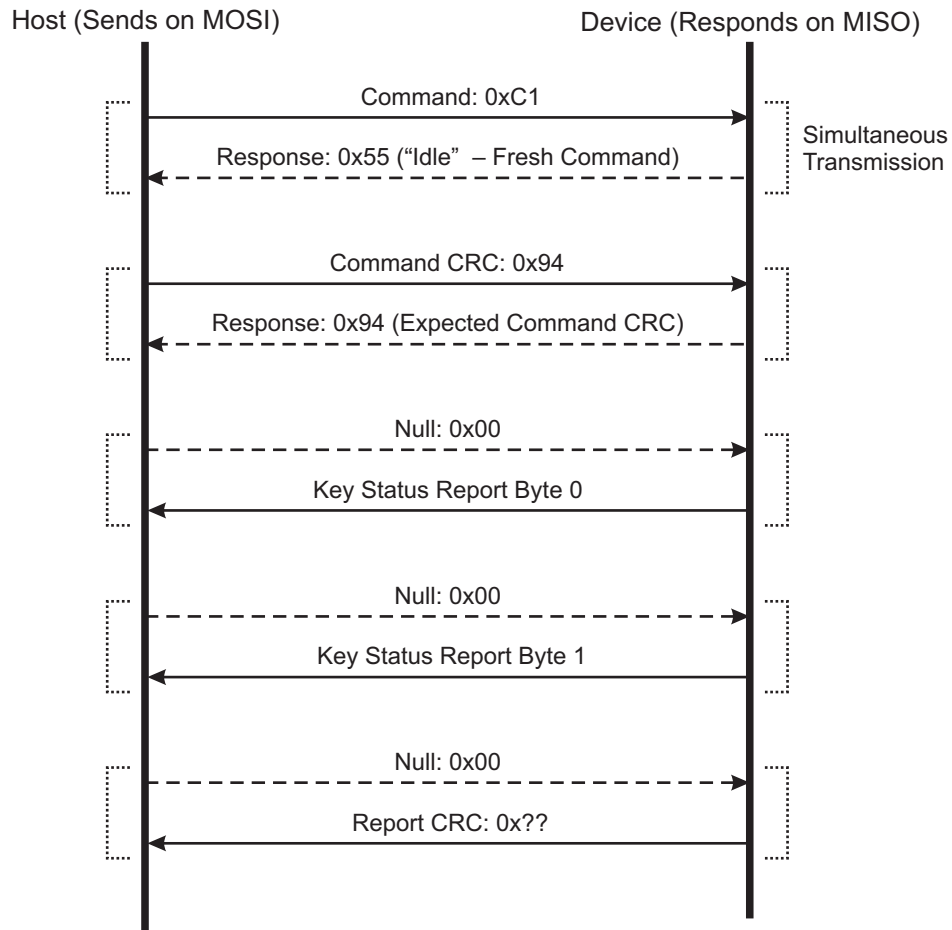 Host (Sends on MOSI)
Device (Responds on MISO)
Command: 0xC1
Response: 0x55 (“Idle” – Fresh Command)
Simultaneous
Transmission
Command CRC: 0x94
Response: 0x94 (Expected Command CRC)
Null: 0x00
Key Status Report Byte 0
Null: 0x00
Key Status Report Byte 1
Null: 0x00
Report CRC: 0x??